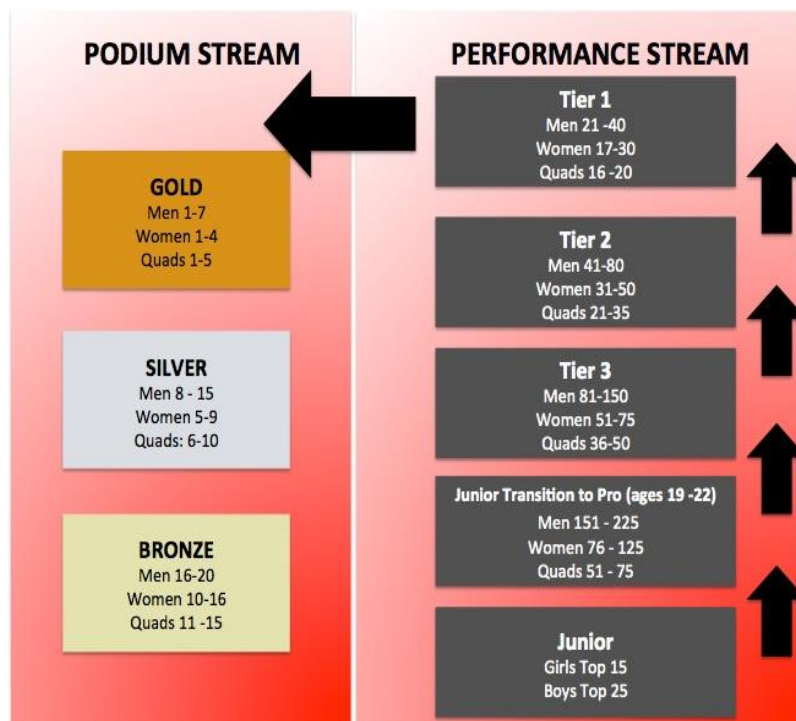 PODIUM STREAM
GOLD
Men 1-7
Women 1-4
Quads 1-5
SILVER
Men 8 - 15
Women 5-9
Quads: 6-10
BRONZE
Men 16-20
Women 10-16
Quads 11 -15
PERFORMANCE STREAM
Tier 1
Men 21 -40
Women 17-30
Quads 16 -20
Tier 2
Men 41-80
Women 31-50
Quads 21-35
Tier 3
Men 81-150
Women 51-75
Quads 36-50
Junior Transition to Pro (ages 19 -22)
Men 151 - 225
Women 76 - 125
Quads 51 - 75
Junior
Girls Top 15
Boys Top 25